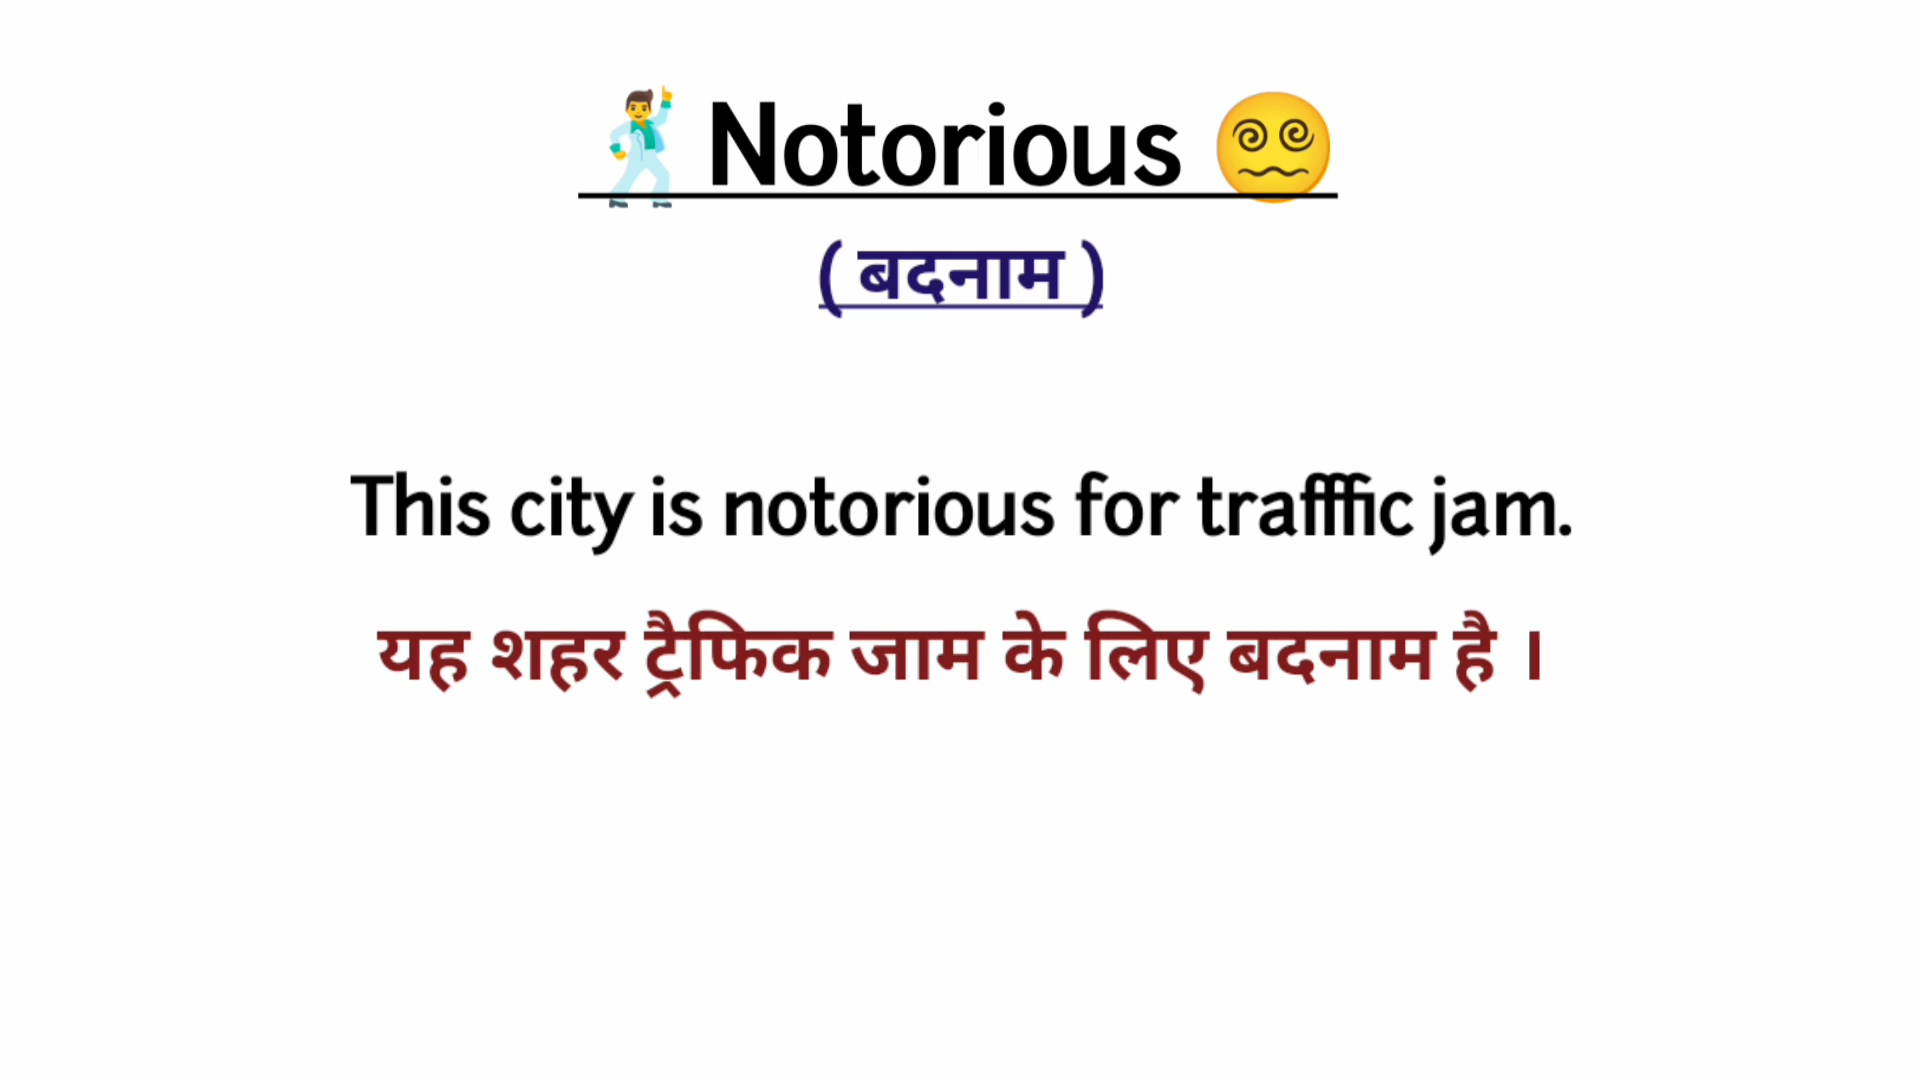 🕺 Notorious 😵‍💫
( बदनाम )
This city is notorious for trafffic jam.
यह शहर ट्रैफिक जाम के लिए बदनाम है ।